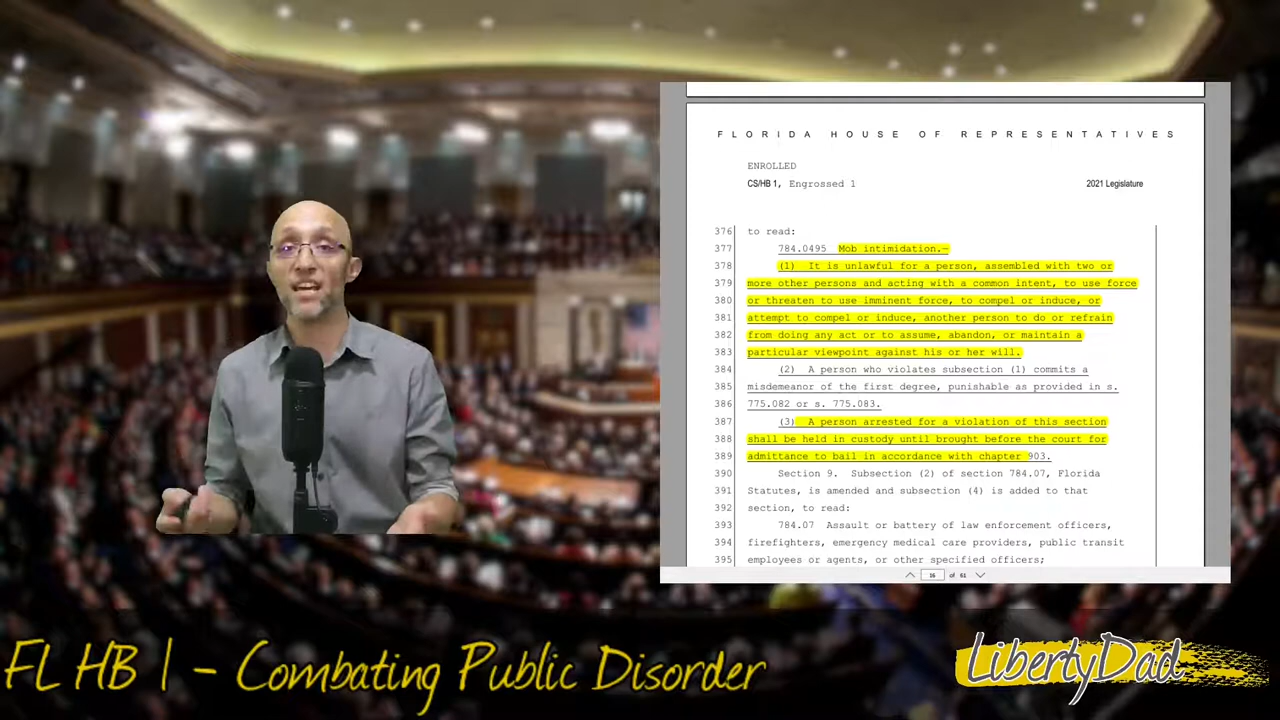 FLORIDA HOUSE OF REPRESENTATIVES
ENROLLED
CS/HB 1, Engrossed 1 2021 Legislature
376 to read:
377 784.0495 Mob intimidation.—
378 (1) It is unlawful for a person, assembled with two or
379 more other persons and acting with a common intent, to use force
380 or threaten to use imminent force, to compel or induce, or
381 attempt to compel or induce, another person to do or refrain
382 from doing any act or to assume, abandon, or maintain a
383 particular viewpoint against his or her will.
384 (2) A person who violates subsection (1) commits a
385 misdemeanor of the first degree, punishable as provided in s.
386 775.082 or s. 775.083.
387 (3) A person arrested for a violation of this section
388 shall be held in custody until brought before the court for
389 admittance to bail in accordance with chapter 903.
390 Section 9. Subsection (2) of section 784.07, Florida
391 Statutes, is amended and subsection (4) is added to that
392 section, to read:
393 784.07 Assault or battery of law enforcement officers,
394 firefighters, emergency medical care providers, public transit
395 employees or agents, or other specified officers;
16 of 61
FL HB 1 - Combating Public Disorder
LibertyDad